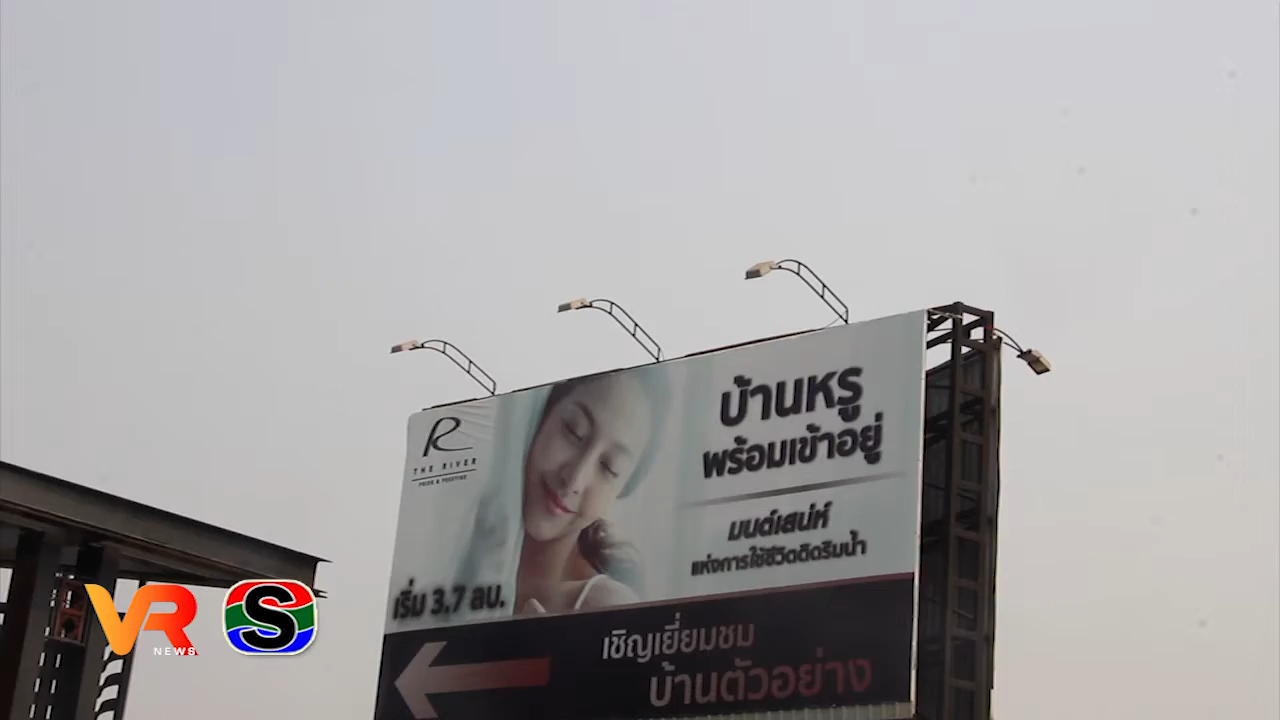 R
THE RIVER
PRIDE & POSITIVE
บ้านหรู
พร้อมเข้าอยู่
มนต์เสน่ห์
แห่งการใช้ชีวิตติดริมน้ำ
เริ่ม 3.7 ลบ.
เชิญเยี่ยมชม
บ้านตัวอย่าง
VR
NEWS
S